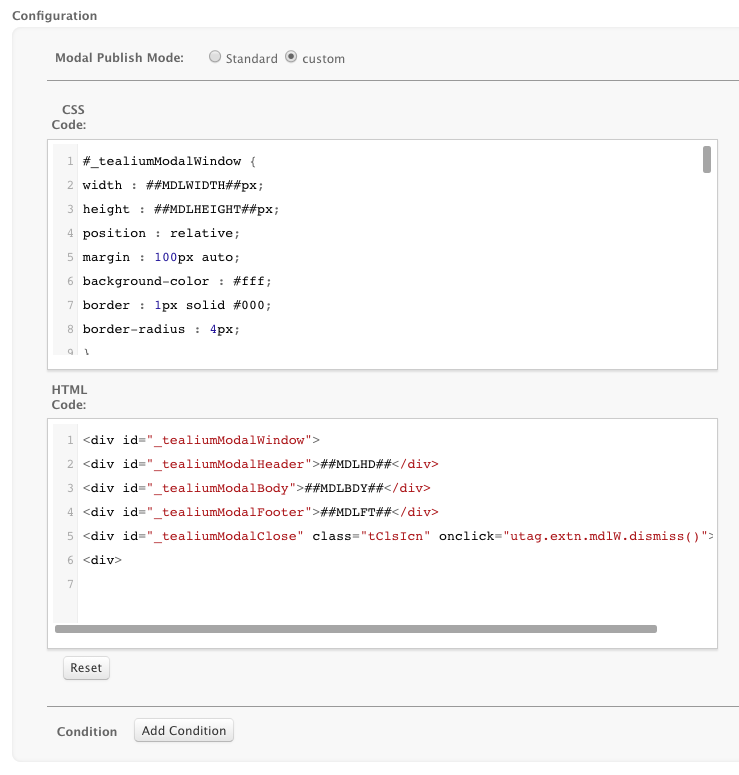 Configuration
Modal Publish Mode: Standard custom
CSS
Code:
1 #_tealiumModalWindow {
2 width : ##MDLWIDTH##px;
3 height : ##MDLHEIGHT##px;
4 position : relative;
5 margin : 100px auto;
6 background-color : #fff;
7 border : 1px solid #000;
8 border-radius : 4px;
9 }
HTML
Code:
1 <div id="_tealiumModalWindow">
2 <div id="_tealiumModalHeader">##MDLHD##</div>
3 <div id="_tealiumModalBody">##MDLBDY##</div>
4 <div id="_tealiumModalFooter">##MDLFT##</div>
5 <div id="_tealiumModalClose" class="tClsIcn" onclick="utag.extn.mdlW.dismiss()">
6 <div>
7
Reset
Condition Add Condition